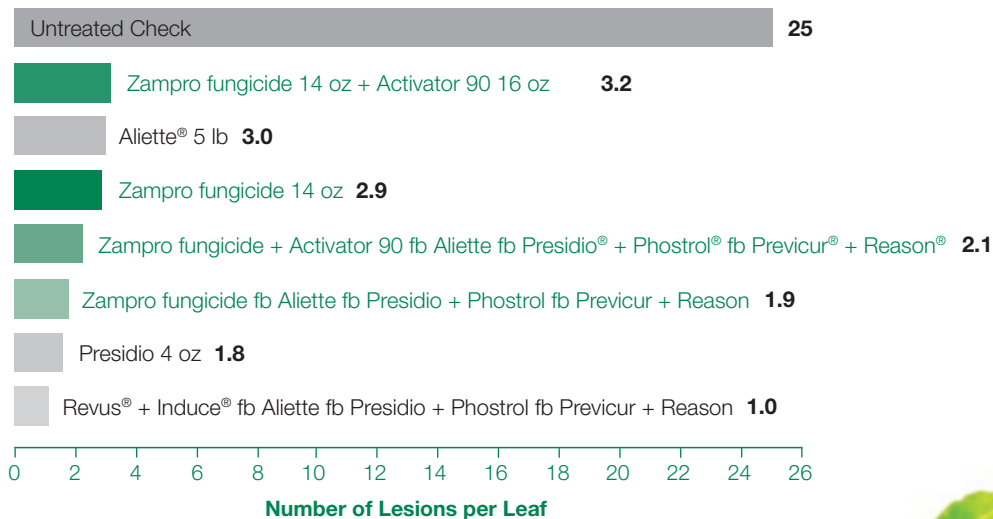 Untreated Check 25
Zampro fungicide 14 oz + Activator 90 16 oz 3.2
Aliette® 5 lb 3.0
Zampro fungicide 14 oz 2.9
Zampro fungicide + Activator 90 fb Aliette fb Presidio® + Phostrol® fb Previcur® + Reason® 2.1
Zampro fungicide fb Aliette fb Presidio + Phostrol fb Previcur + Reason 1.9
Presidio 4 oz 1.8
Revus® + Induce® fb Aliette fb Presidio + Phostrol fb Previcur + Reason 1.0
0 2 4 6 8 10 12 14 16 18 20 22 24 26
Number of Lesions per Leaf